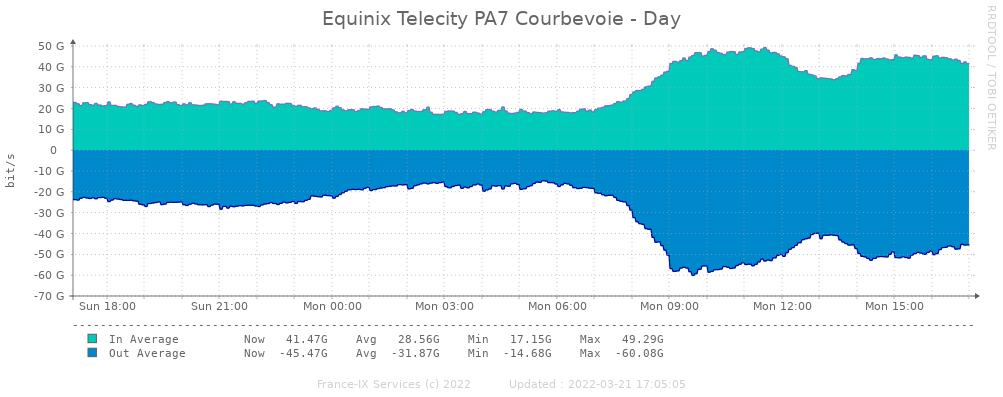 Equinix Telecity PA7 Courbevoie - Day
RRDTOOL / TOBI OETIKER
bit/s
50 G
40 G
30 G
20 G
10 G
0
-10 G
-20 G
-30 G
-40 G
-50 G
-60 G
-70 G
Sun 18:00 Sun 21:00 Mon 00:00 Mon 03:00 Mon 06:00 Mon 09:00 Mon 12:00 Mon 15:00
In Average Now 41.47G Avg 28.56G Min 17.15G Max 49.29G
Out Average Now -45.47G Avg -31.87G Min -14.68G Max -60.08G
France-IX Services (c) 2022 Updated : 2022-03-21 17:05:05